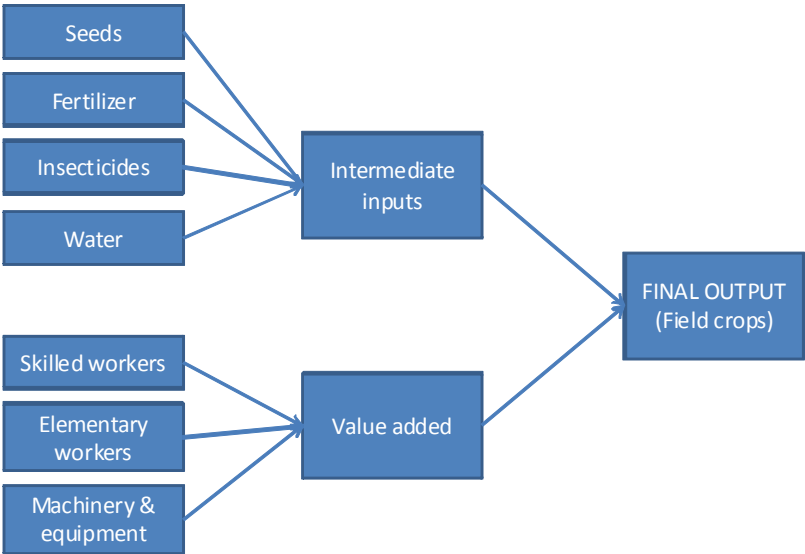 Seeds
Fertilizer
Insecticides
Water
Intermediate
inputs
FINAL OUTPUT
(Field crops)
Skilled workers
Elementary
workers
Machinery &
equipment
Value added